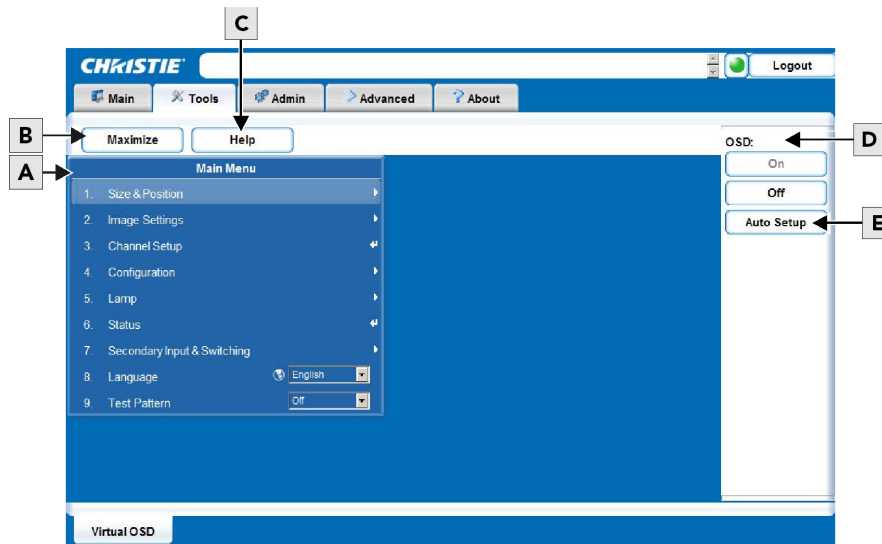 C
CHRISTIE
Logout
Main
Tools
Admin
Advanced
About
B
Maximize
Help
OSD:
D
A
Main Menu
On
1. Size & Position
Off
2. Image Settings
Auto Setup
E
3. Channel Setup
4. Configuration
5. Lamp
6. Status
7. Secondary Input & Switching
8. Language English
9. Test Pattern Off
Virtual OSD